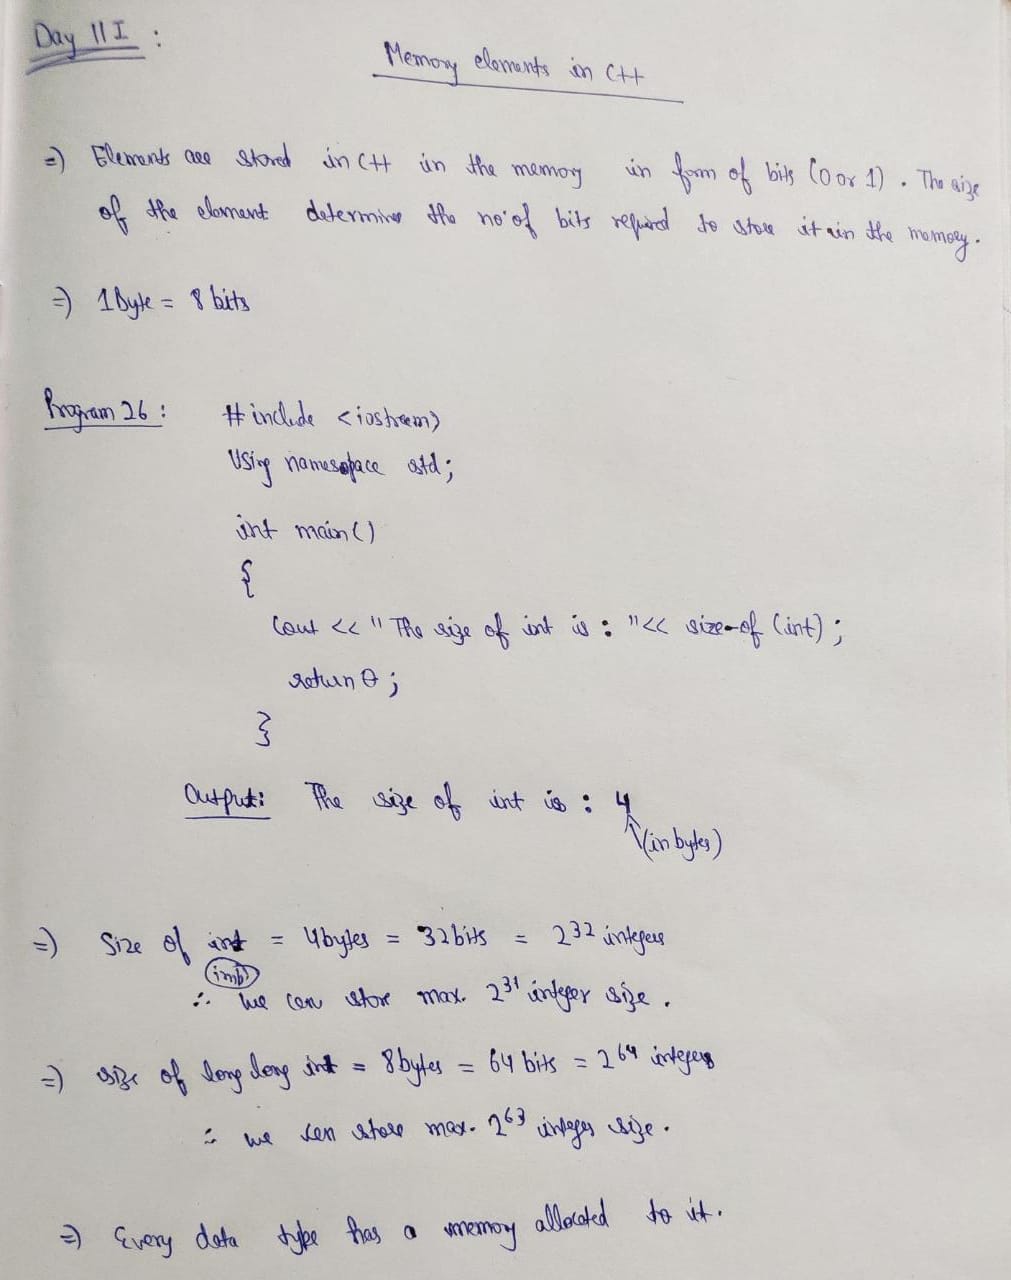 Day III :
Memory elements in C++
=) Elements are stored in C++ in the memory in form of bits (0 or 1). The size
of the element determines the no. of bits required to store it in the memory.
=) 1 Byte = 8 bits
Program 26 : # include <iostream>
Using namespace std;
int main()
{
Cout << "The size of int is : "<< size-of (int) ;
return 0 ;
}
Output: The size of int is : 4
(in bytes)
=) Size of int = 4bytes = 32bits = 2^32 integers
(imp)
∴ We can store max. 2^31 integer size .
=) size of long long int = 8bytes = 64 bits = 2^64 integers
∴ we can store max. 2^63 integer size .
=) Every data type has a memory allocated to it.